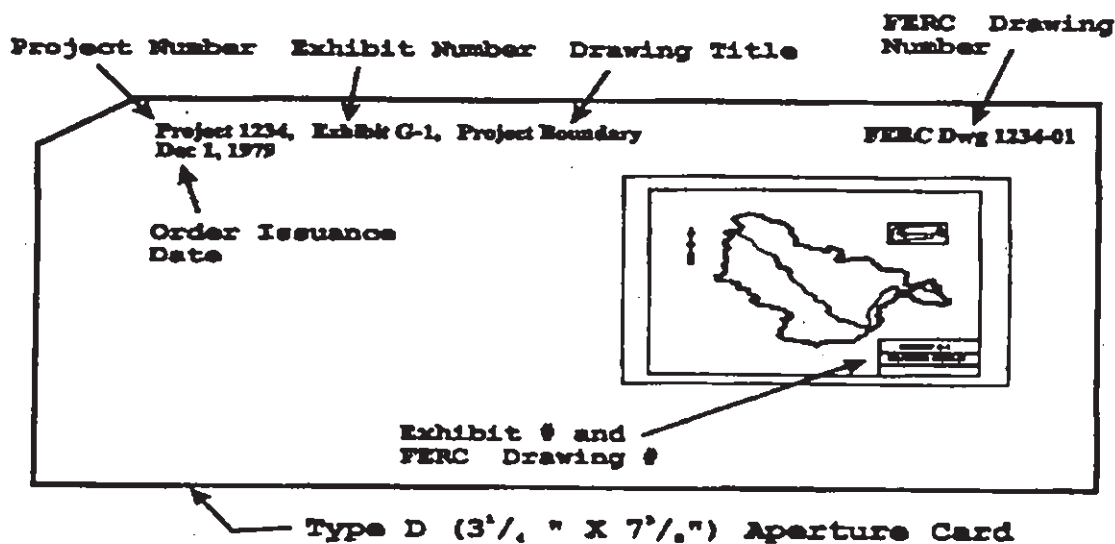 Project Number Exhibit Number Drawing Title
FERC Drawing
Number
Project 1234, Exhibit G-1, Project Boundary
Dec 1, 1979
FERC Dwg 1234-01
Order Issuance
Date
Exhibit # and
FERC Drawing #
Type D (3¹/₄ " X 7³/₈") Aperture Card